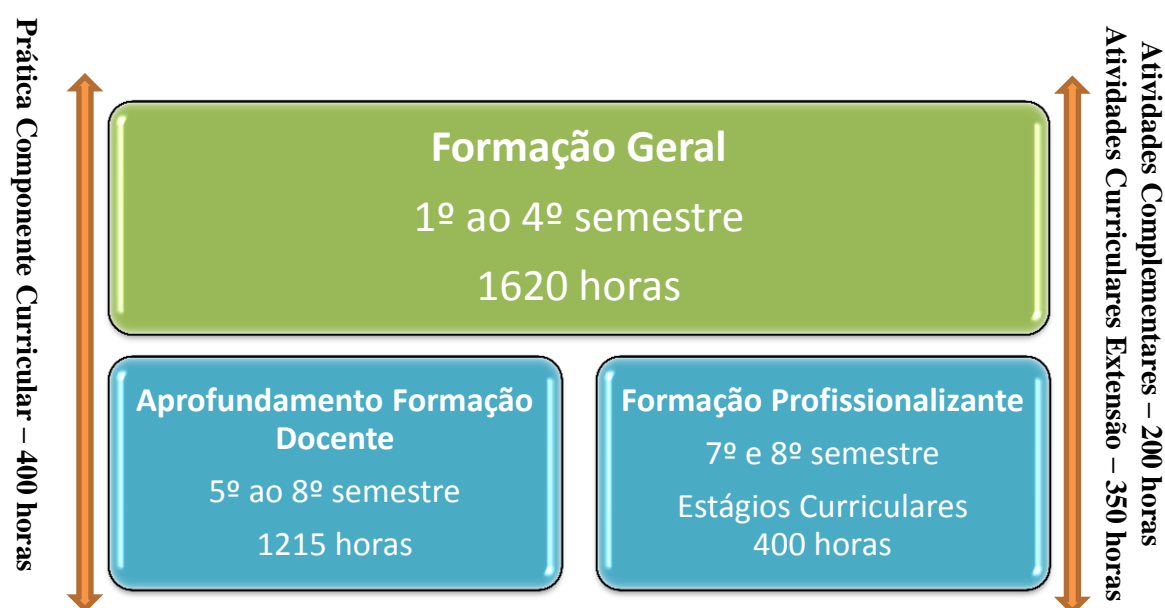 Prática Componente Curricular – 400 horas
Formação Geral
1º ao 4º semestre
1620 horas
Aprofundamento Formação
Docente
5º ao 8º semestre
1215 horas
Formação Profissionalizante
7º e 8º semestre
Estágios Curriculares
400 horas
Atividades Complementares – 200 horas
Atividades Curriculares Extensão – 350 horas